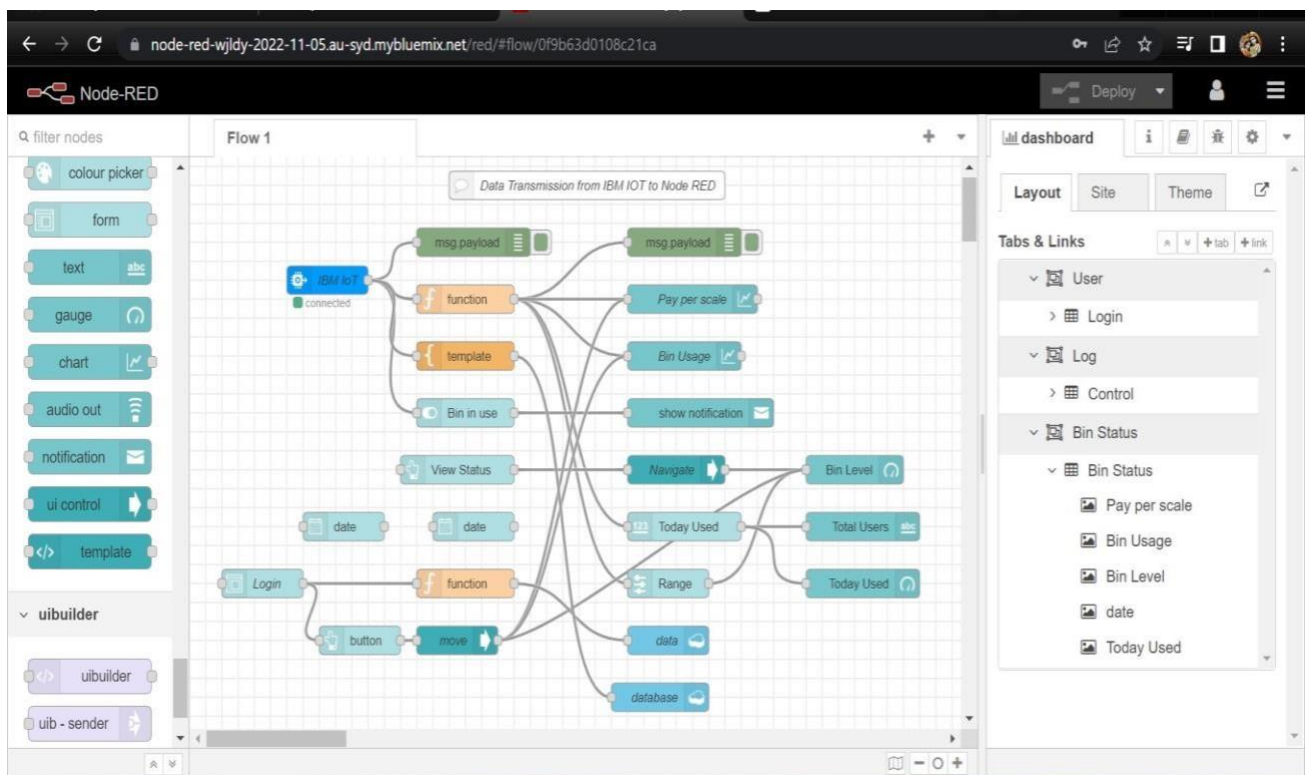 node-red-wjldy-2022-11-05.au-syd.mybluemix.net/red/#flow/0f9b63d0108c21ca
Node-RED
Deploy
filter nodes
colour picker
form
text
abc
gauge
chart
audio out
notification
ui control
</> template
uibuilder
</> uibuilder
uib - sender
Flow 1
Data Transmission from IBM IOT to Node RED
msg.payload
msg.payload
IBM IoT
connected
f function
Pay per scale
{ template
Bin Usage
Bin in use
show notification
View Status
Navigate
Bin Level
date
date
123 Today Used
Total Users abc
Login
f function
Range
Today Used
button
move
data
database
dashboard
i
Layout
Site
Theme
Tabs & Links
+ tab
+ link
User
Login
Log
Control
Bin Status
Bin Status
Pay per scale
Bin Usage
Bin Level
date
Today Used